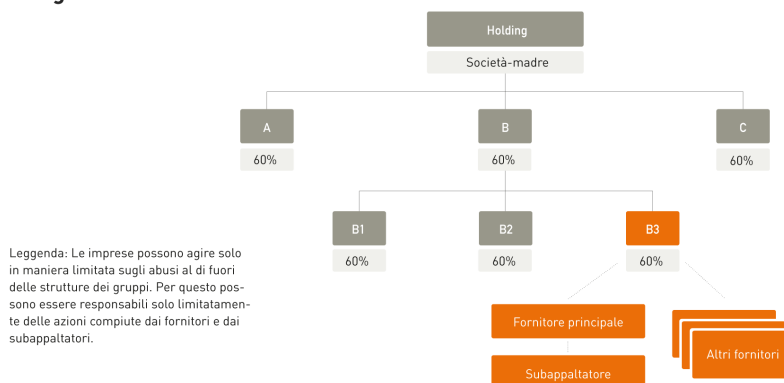 Holding
Società-madre
A
B
C
60%
60%
60%
B1
B2
B3
60%
60%
60%
Leggenda: Le imprese possono agire solo
in maniera limitata sugli abusi al di fuori
delle strutture dei gruppi. Per questo pos-
sono essere responsabili solo limitatamen-
te delle azioni compiute dai fornitori e dai
subappaltatori.
Fornitore principale
Altri fornitori
Subappaltatore